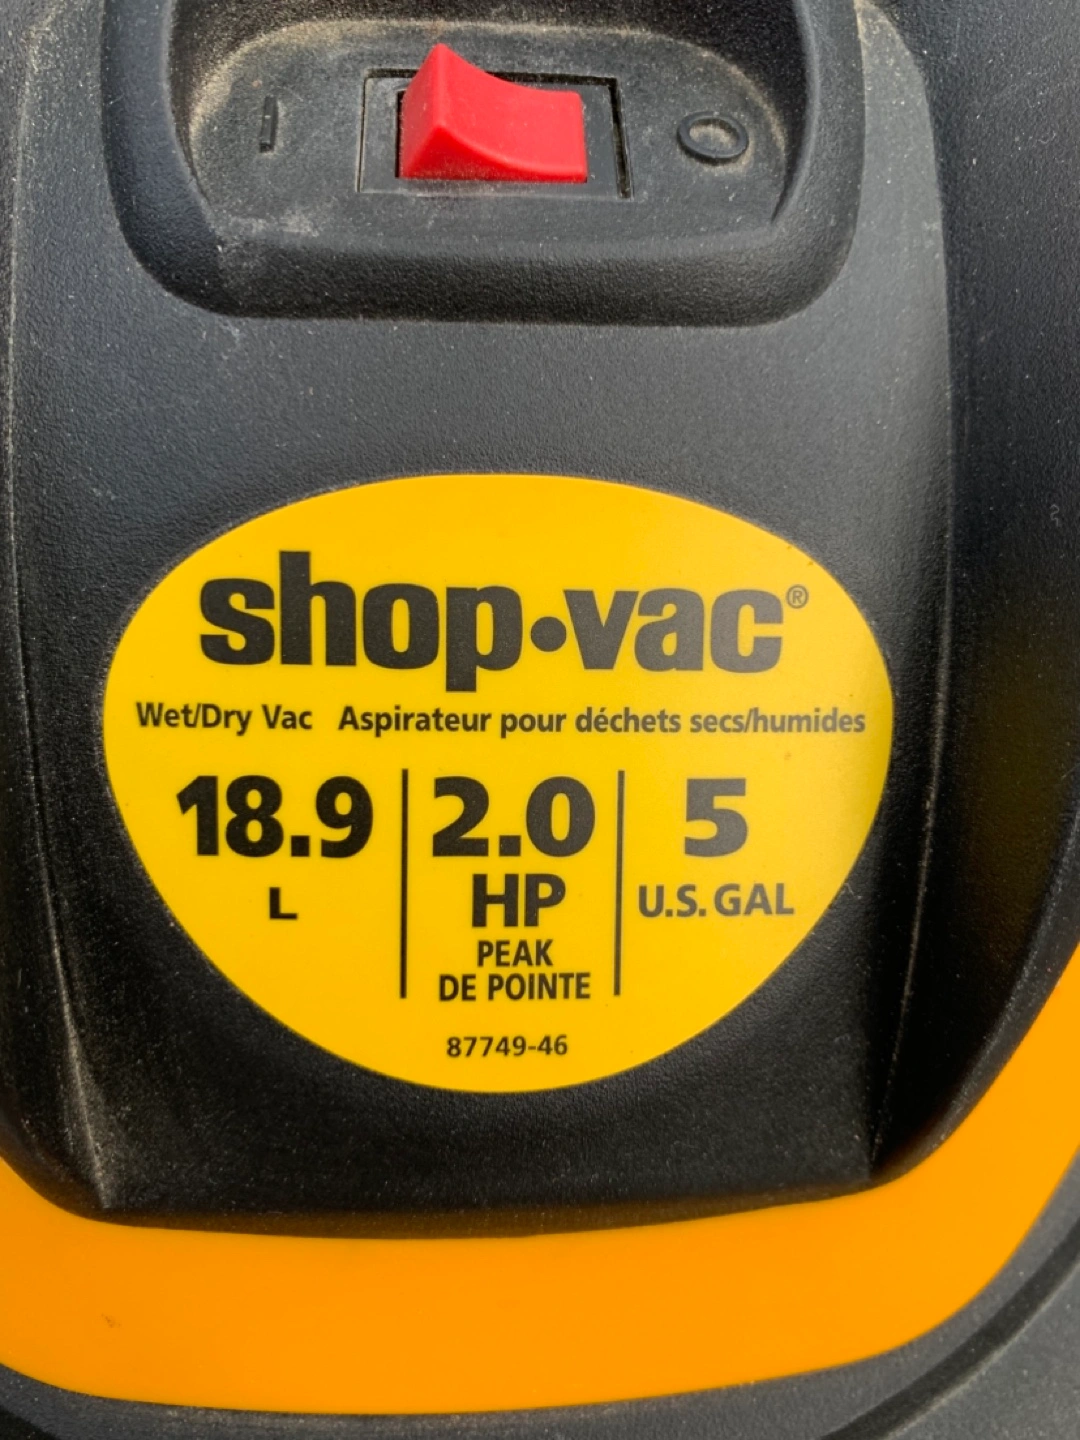 I O
shop·vac®
Wet/Dry Vac Aspirateur pour déchets secs/humides
18.9 2.0 5
L HP U.S. GAL
PEAK
DE POINTE
87749-46